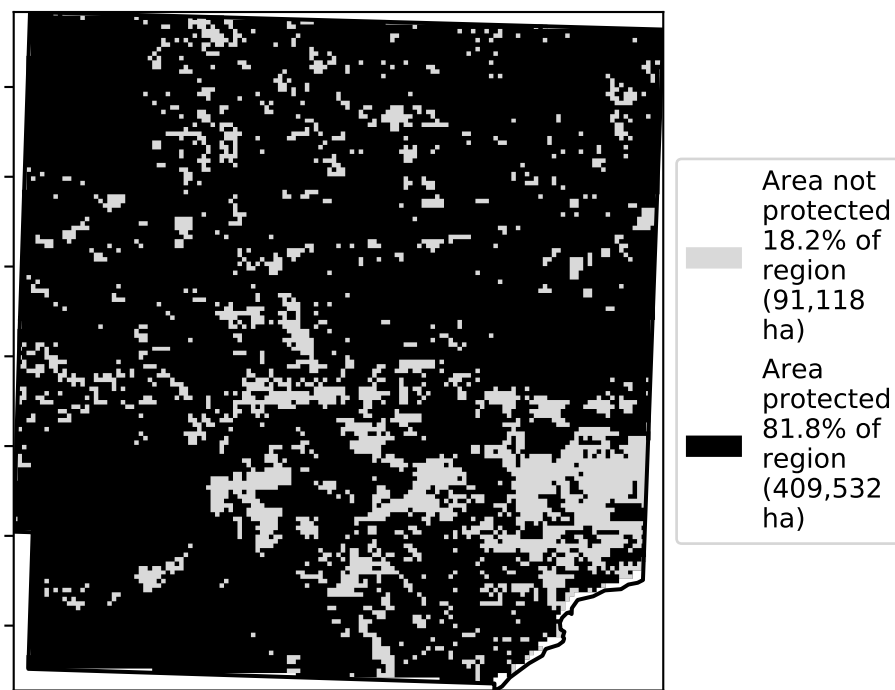 Area not
protected
18.2% of
region
(91,118
ha)
Area
protected
81.8% of
region
(409,532
ha)